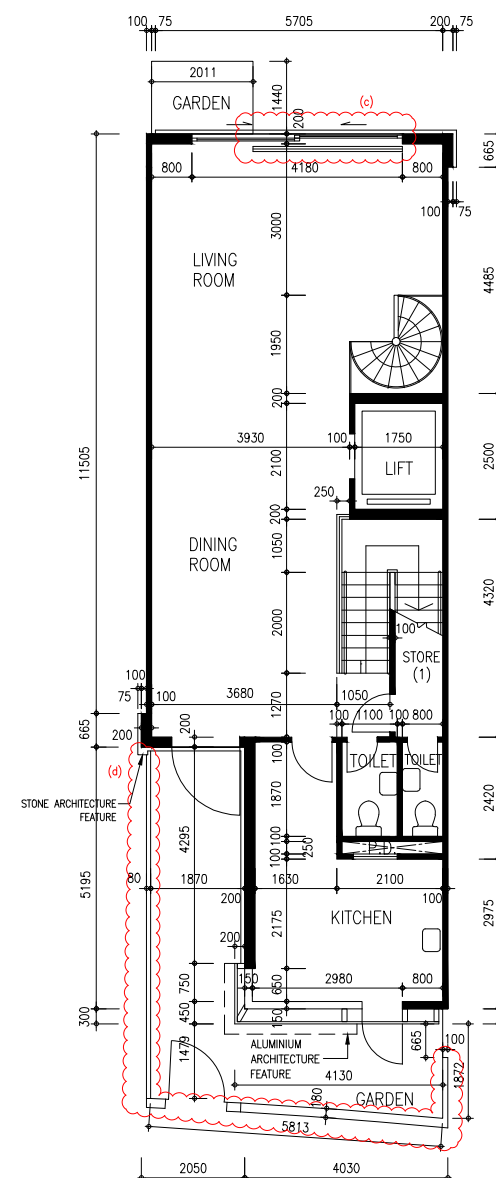 100 75 5705 200 75
2011
1440
GARDEN
(c)
200
665
800 4180 800
100 75
3000
LIVING
ROOM
4485
1950
200
3930 100 1750
2100
LIFT
2500
11505
250
200
1050
DINING
ROOM
4320
2000
100
STORE
(1)
100
75 100
3680 1050
1270
665
200
200
100 1100 100 800
(d)
100
TOILET TOILET
STONE ARCHITECTURE
FEATURE
1870
2420
4295
100
250
100
P.D.
80 1870 1630 2100
200 100
5195
KITCHEN
2175
2975
200
750
150 2980 800
650
450
300
150
1479
ALUMINIUM
ARCHITECTURE
FEATURE
665
100
1872
4130
180
GARDEN
5813
2050 4030